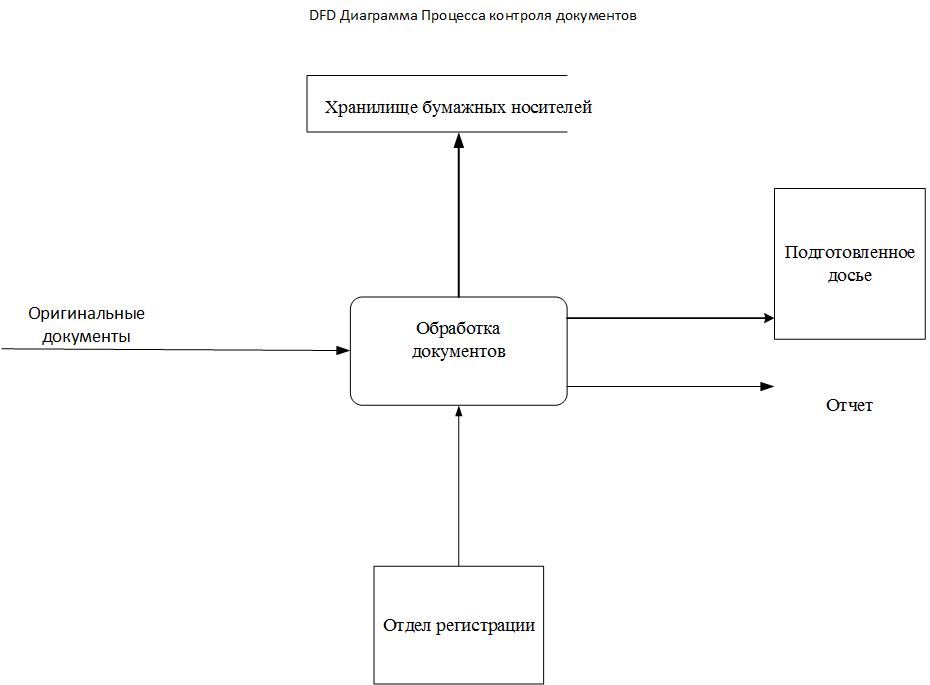 DFD Диаграмма Процесса контроля документов
Хранилище бумажных носителей
Подготовленное
досье
Оригинальные
документы
Обработка
документов
Отчет
Отдел регистрации